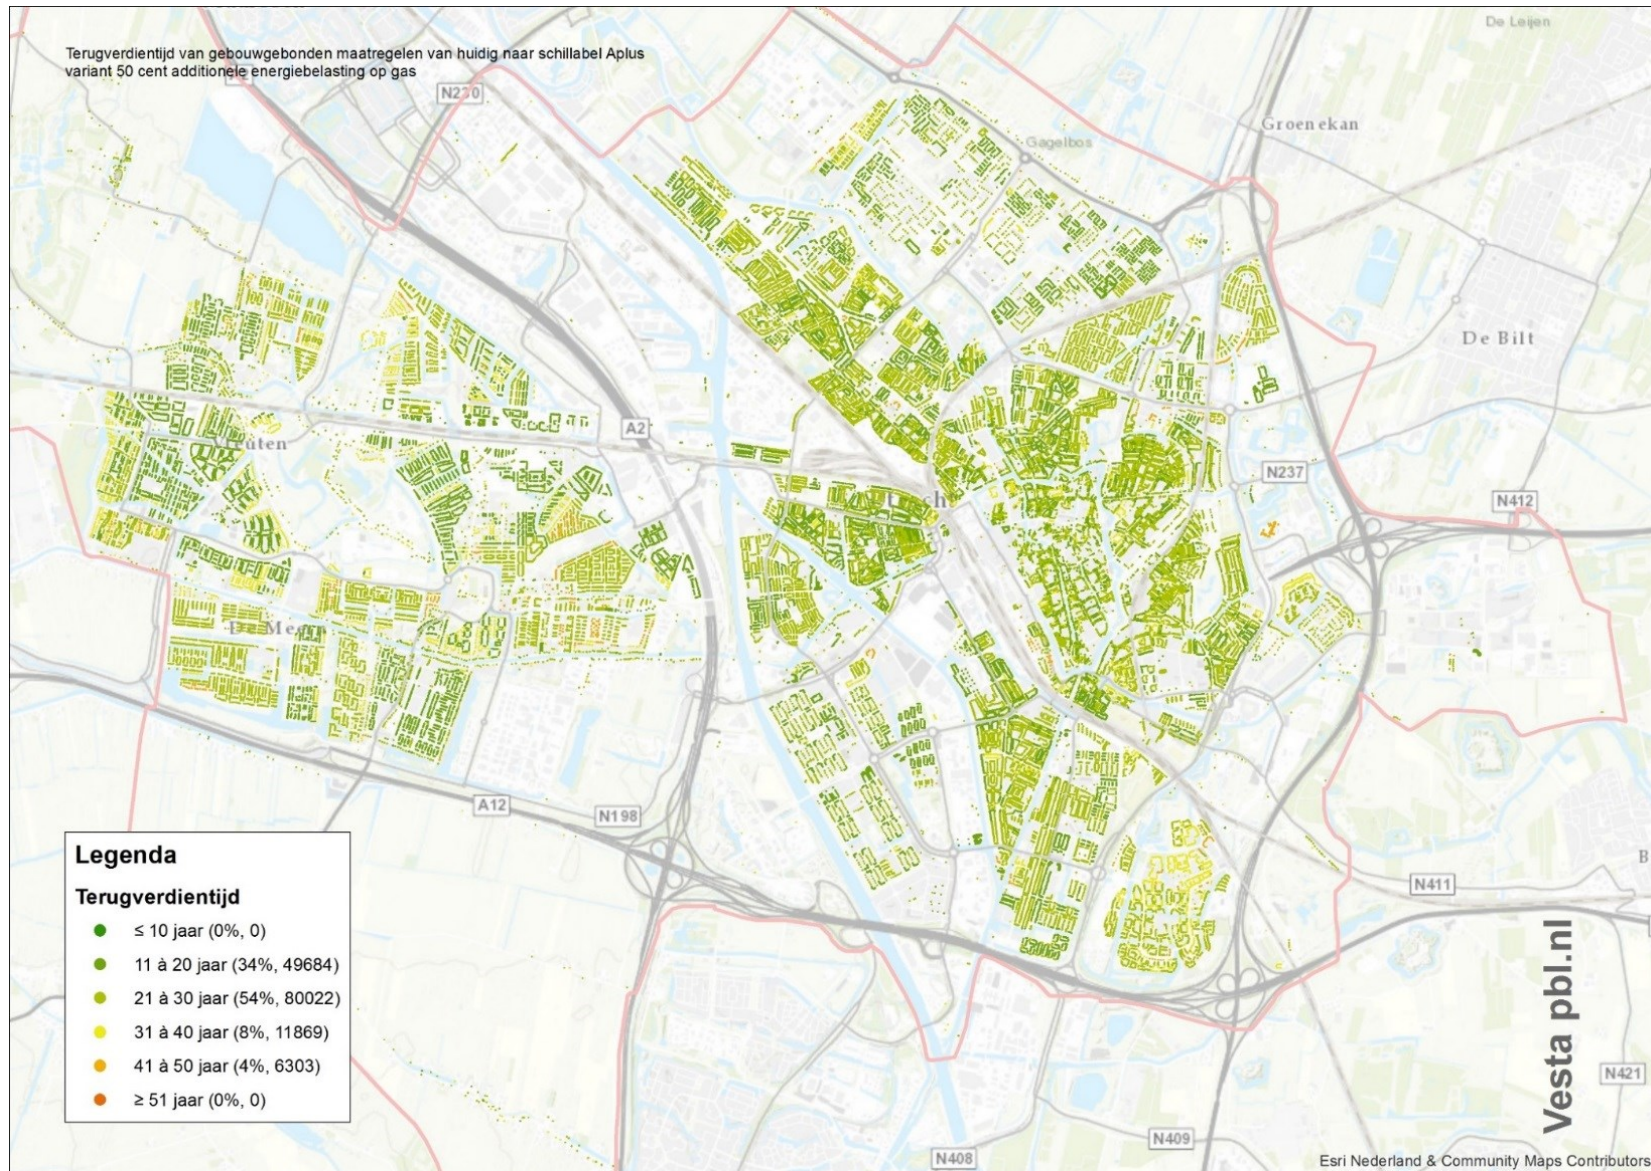 De Leijen
Terugverdientijd van gebouwgebonden maatregelen van huidig naar schillabel Aplus
variant 50 cent additionele energiebelasting op gas
N230
Groenekan
Gagelbos
De Bilt
A2
N237
N412
De Mee
A12
N198
N411
B
Legenda
Terugverdientijd
≤ 10 jaar (0%, 0)
11 à 20 jaar (34%, 49684)
21 à 30 jaar (54%, 80022)
31 à 40 jaar (8%, 11869)
41 à 50 jaar (4%, 6303)
≥ 51 jaar (0%, 0)
Vesta pbl.nl
N421
N409
N408
Esri Nederland & Community Maps Contributors